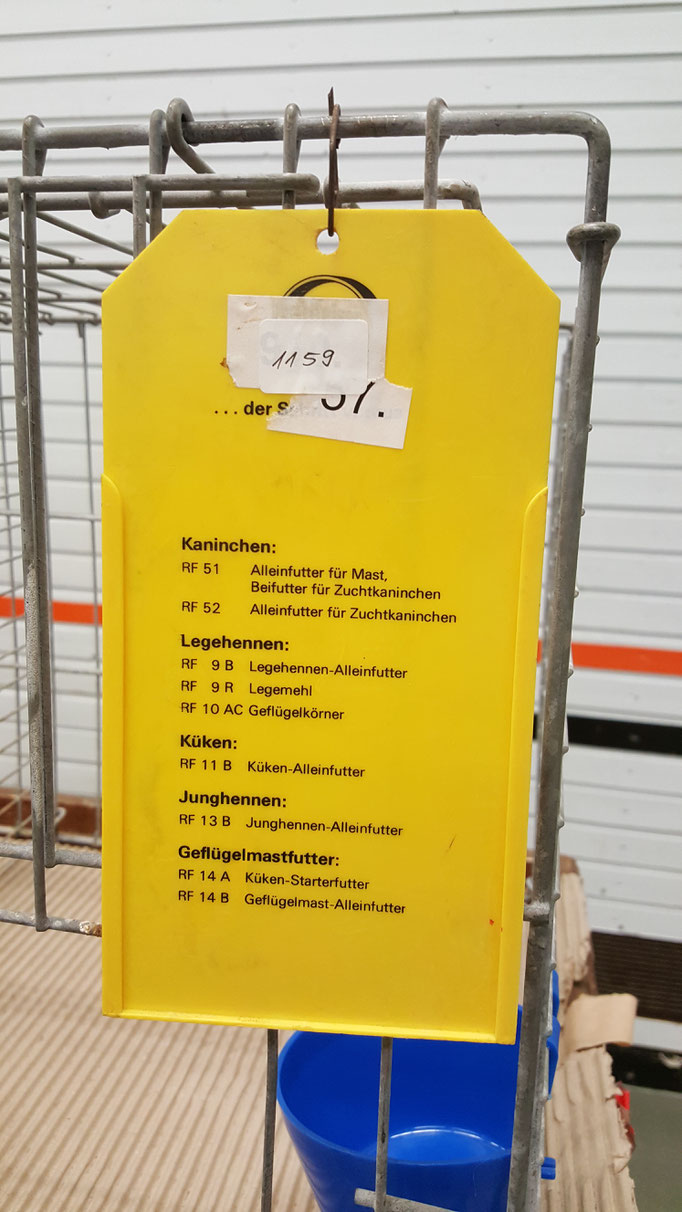 1159
57.
... der
Kaninchen:
RF 51 Alleinfutter für Mast,
Beifutter für Zuchtkaninchen
RF 52 Alleinfutter für Zuchtkaninchen
Legehennen:
RF 9 B Legehennen-Alleinfutter
RF 9 R Legemehl
RF 10 AC Geflügelkörner
Küken:
RF 11 B Küken-Alleinfutter
Junghennen:
RF 13 B Junghennen-Alleinfutter
Geflügelmastfutter:
RF 14 A Küken-Starterfutter
RF 14 B Geflügelmast-Alleinfutter